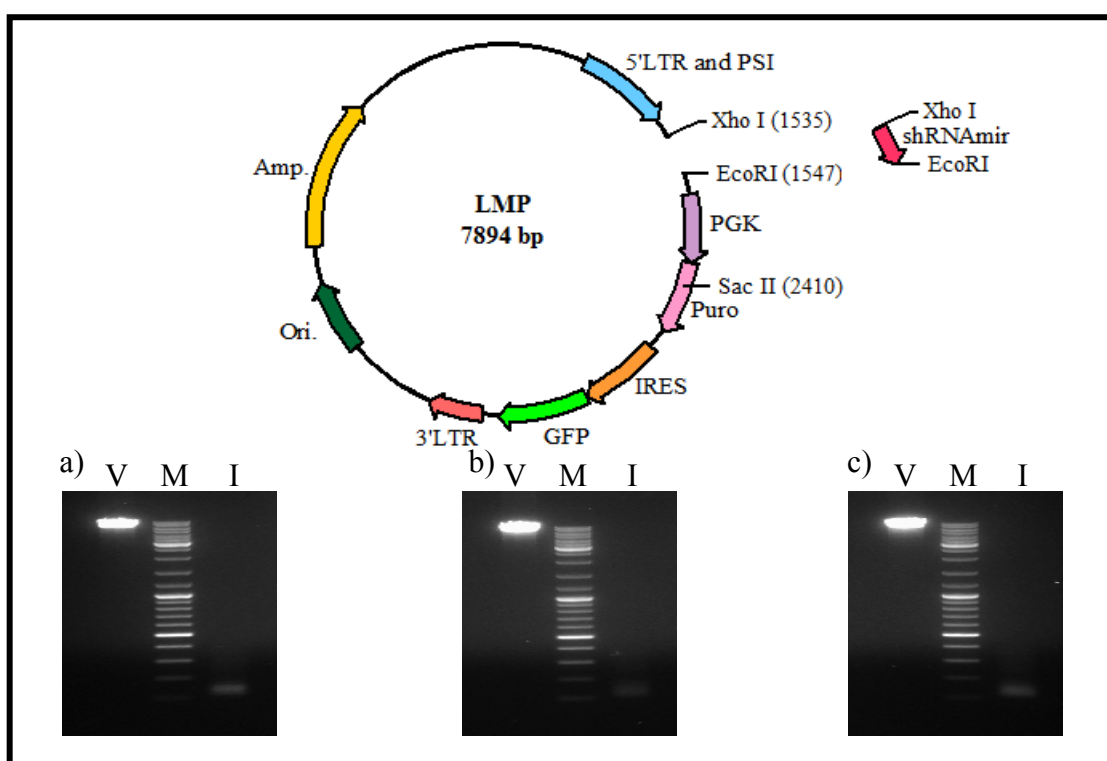 5'LTR and PSI
Xho I (1535)
Xho I
shRNAmir
EcoRI
Amp.
EcoRI (1547)
LMP
7894 bp
PGK
Sac II (2410)
Puro
Ori.
IRES
3'LTR
GFP
a) V M I
b) V M I
c) V M I